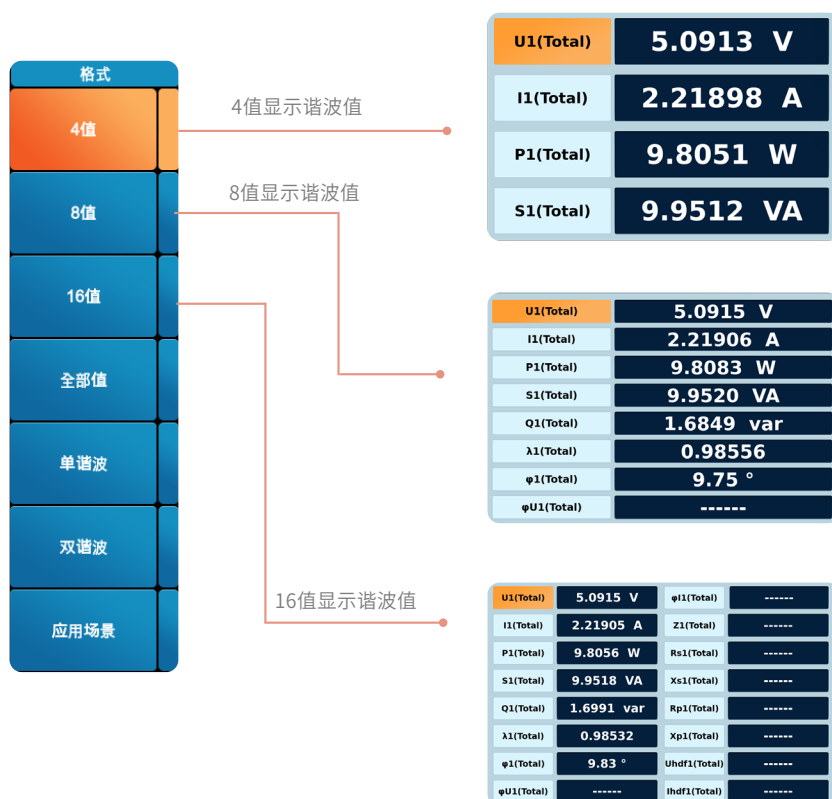 格式
4值
8值
16值
全部值
单谐波
双谐波
应用场景
4值显示谐波值
8值显示谐波值
16值显示谐波值
U1(Total) 5.0913 V
I1(Total) 2.21898 A
P1(Total) 9.8051 W
S1(Total) 9.9512 VA
U1(Total) 5.0915 V
I1(Total) 2.21906 A
P1(Total) 9.8083 W
S1(Total) 9.9520 VA
Q1(Total) 1.6849 var
λ1(Total) 0.98556
φ1(Total) 9.75 °
φU1(Total) ------
U1(Total) 5.0915 V φI1(Total) ------
I1(Total) 2.21905 A Z1(Total) ------
P1(Total) 9.8056 W Rs1(Total) ------
S1(Total) 9.9518 VA Xs1(Total) ------
Q1(Total) 1.6991 var Rp1(Total) ------
λ1(Total) 0.98532 Xp1(Total) ------
φ1(Total) 9.83 ° Uhdf1(Total) ------
φU1(Total) ------ Ihdf1(Total) ------